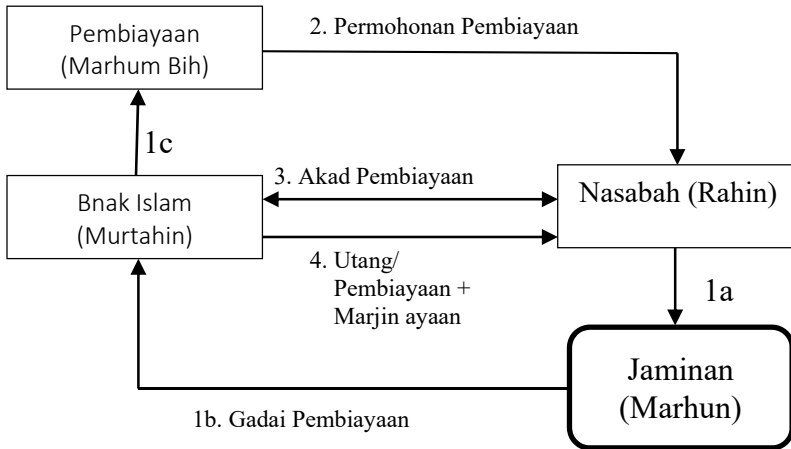 Pembiayaan
(Marhum Bih)
2. Permohonan Pembiayaan
1c
3. Akad Pembiayaan
Bnak Islam
(Murtahin)
Nasabah (Rahin)
4. Utang/
Pembiayaan +
Marjin ayaan
1a
Jaminan
(Marhun)
1b. Gadai Pembiayaan